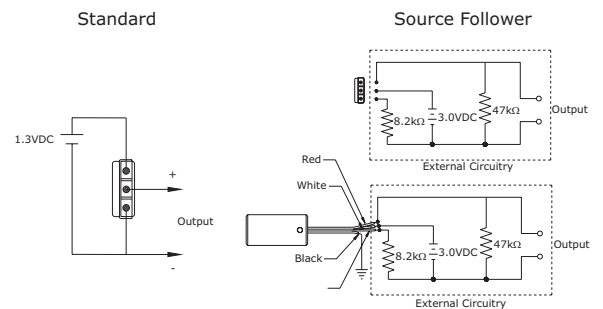 Standard
Source Follower
1.3VDC
+
Output
-
8.2kΩ
3.0VDC
47kΩ
Output
External Circuitry
Red
White
Black
8.2kΩ
3.0VDC
47kΩ
Output
External Circuitry